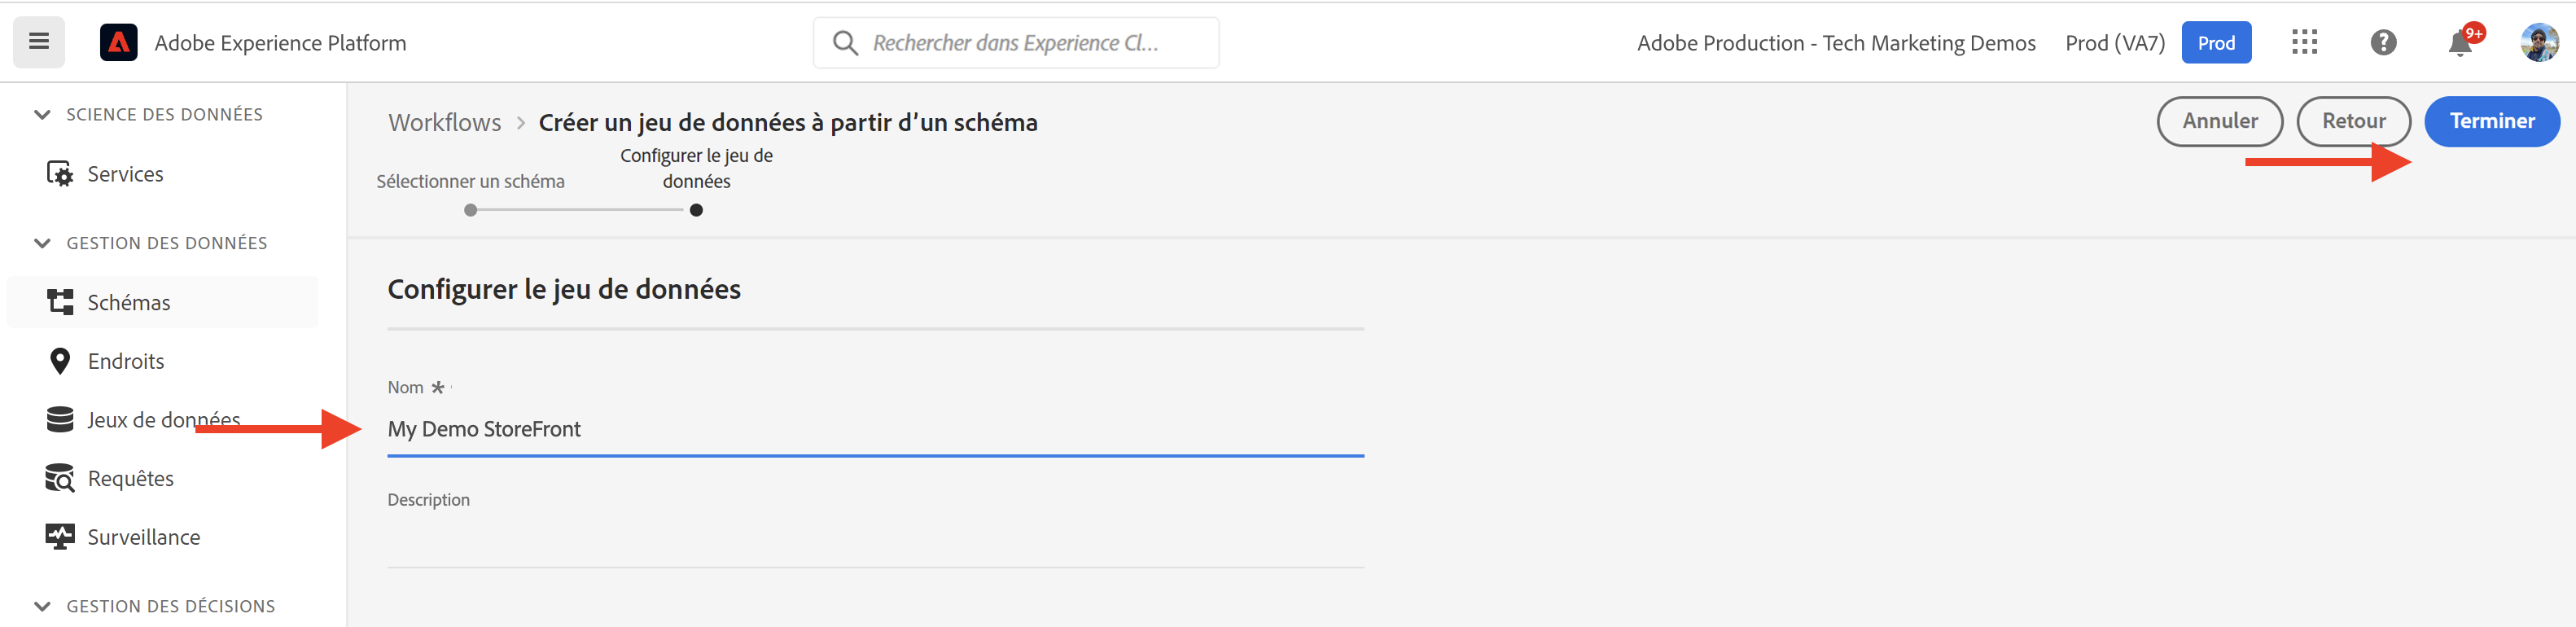 Adobe Experience Platform
Rechercher dans Experience Cl...
Adobe Production - Tech Marketing Demos
Prod (VA7)
Prod
9+
SCIENCE DES DONNÉES
Services
GESTION DES DONNÉES
Schémas
Endroits
Jeux de données
Requêtes
Surveillance
GESTION DES DÉCISIONS
Workflows > Créer un jeu de données à partir d’un schéma
Annuler
Retour
Terminer
Sélectionner un schéma
Configurer le jeu de
données
Configurer le jeu de données
Nom *
My Demo StoreFront
Description